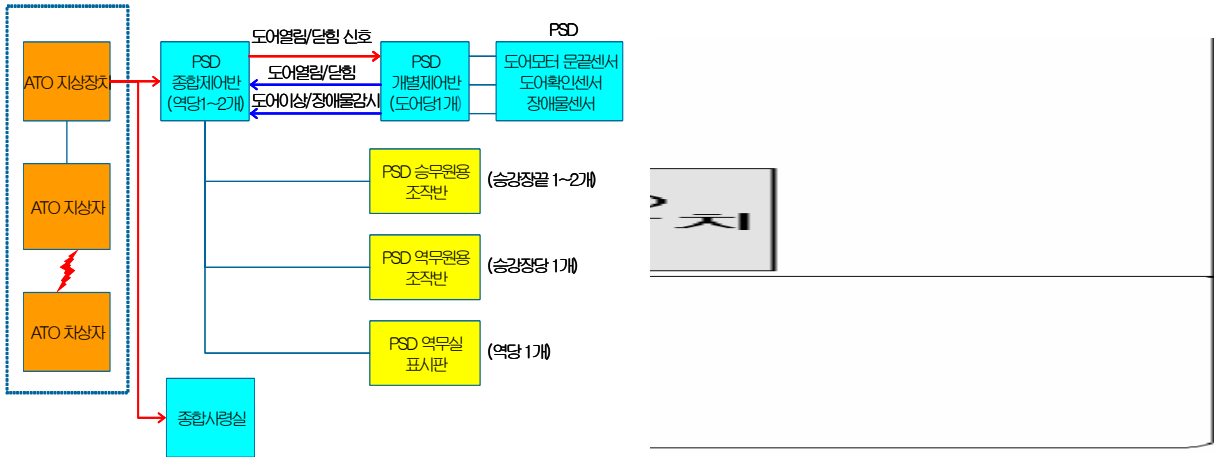 도어열림/닫힘 신호
PSD
ATO 지상장치
PSD
종합제어반
(역당1~2개)
도어열림/닫힘
도어이상/장애물감시
PSD
개별제어반
(도어당1개)
도어모터 문끝센서
도어확인센서
장애물센서
ATO 지상자
PSD 승무원용
조작반
(승강장끝 1~2개)
PSD 역무원용
조작반
(승강장당 1개)
ATO 차상자
PSD 역무실
표시판
(역당 1개)
종합사령실
치